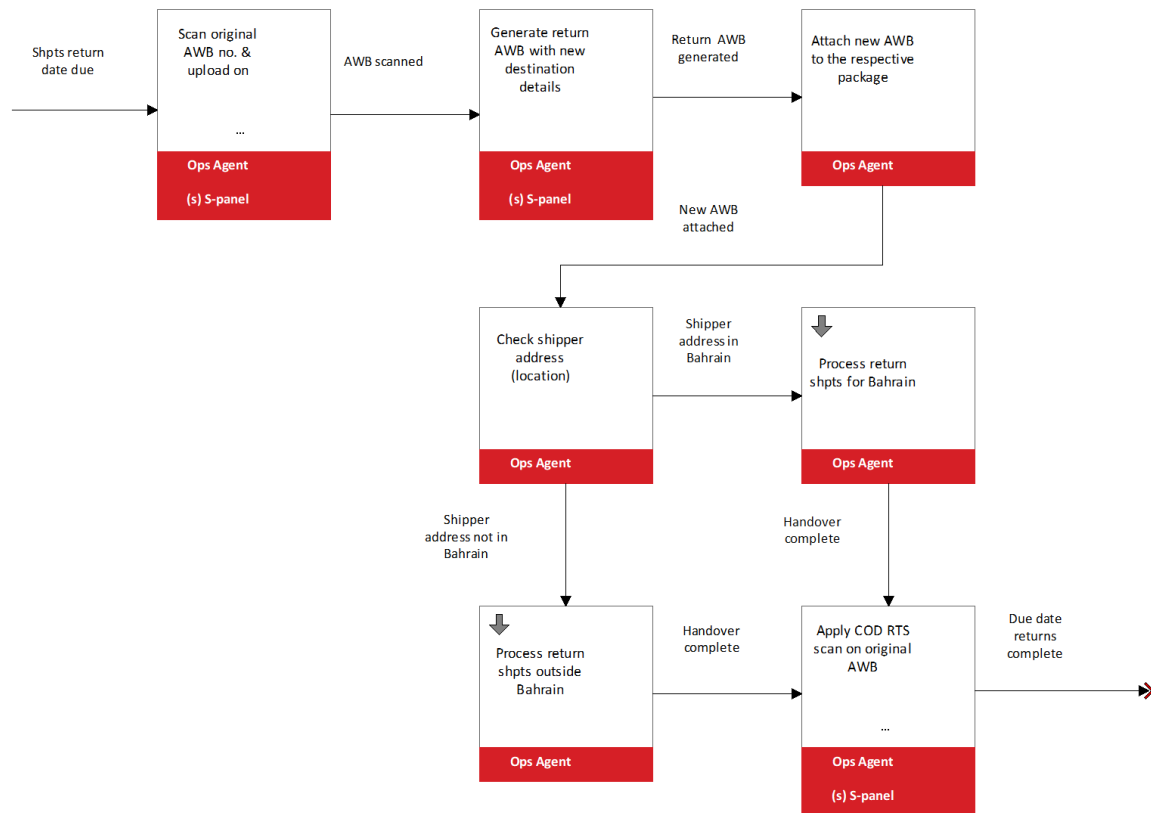 Shpts return
date due
Scan original
AWB no. &
upload on
...
Ops Agent
(s) S-panel
AWB scanned
Generate return
AWB with new
destination
details
Ops Agent
(s) S-panel
Return AWB
generated
Attach new AWB
to the respective
package
Ops Agent
New AWB
attached
Check shipper
address
(location)
Ops Agent
Shipper
address in
Bahrain
Process return
shpts for Bahrain
Ops Agent
Shipper
address not in
Bahrain
Handover
complete
Process return
shpts outside
Bahrain
Ops Agent
Handover
complete
Apply COD RTS
scan on original
AWB
...
Ops Agent
(s) S-panel
Due date
returns
complete